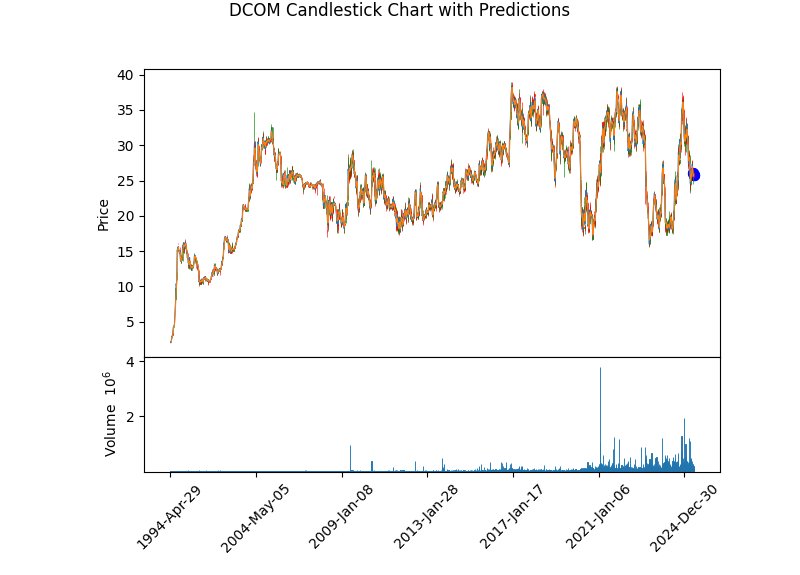 DCOM Candlestick Chart with Predictions
40
35
30
25
20
15
10
5
Price
4
2
Volume 10^6
1994-Apr-29
2004-May-05
2009-Jan-08
2013-Jan-28
2017-Jan-17
2021-Jan-06
2024-Dec-30